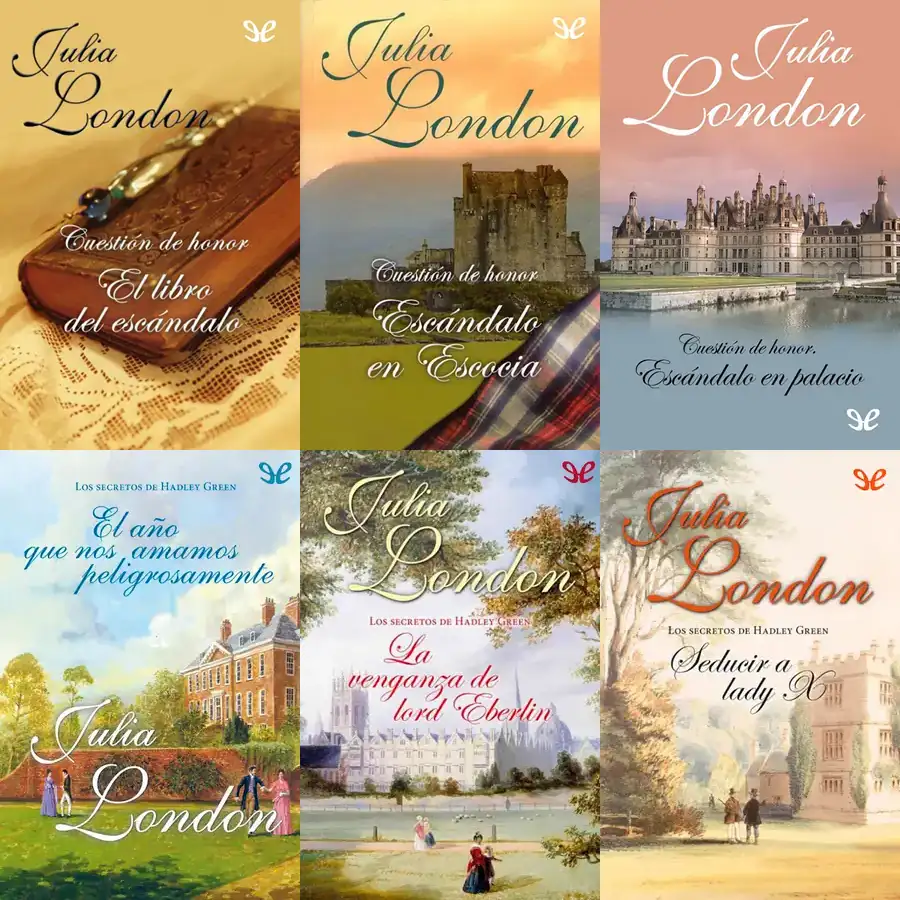 Julia
London
Cuestión de honor
El libro
del escándalo
Julia
London
Cuestión de honor
Escándalo
en Escocia
Julia
London
Cuestión de honor.
Escándalo en palacio
Los secretos de Hadley Green
El año
que nos amamos
peligrosamente
Julia
London
Julia
London
Los secretos de Hadley Green
La
venganza de
lord Eberlin
Julia
London
Los secretos de Hadley Green
Seducir a
lady X